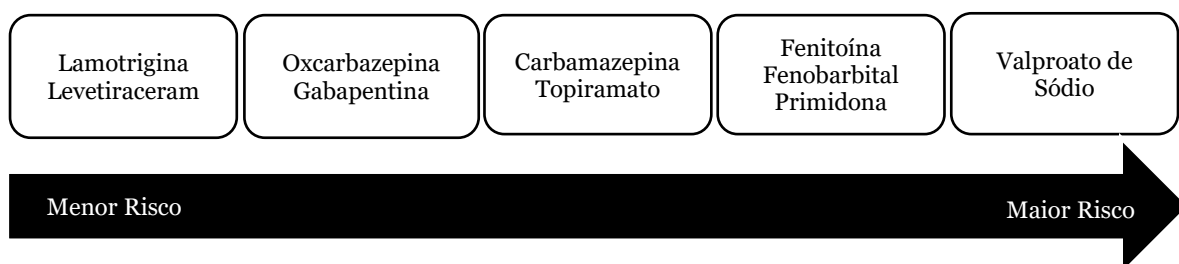 Lamotrigina
Levetiraceram
Oxcarbazepina
Gabapentina
Carbamazepina
Topiramato
Fenitoína
Fenobarbital
Primidona
Valproato de
Sódio
Menor Risco
Maior Risco